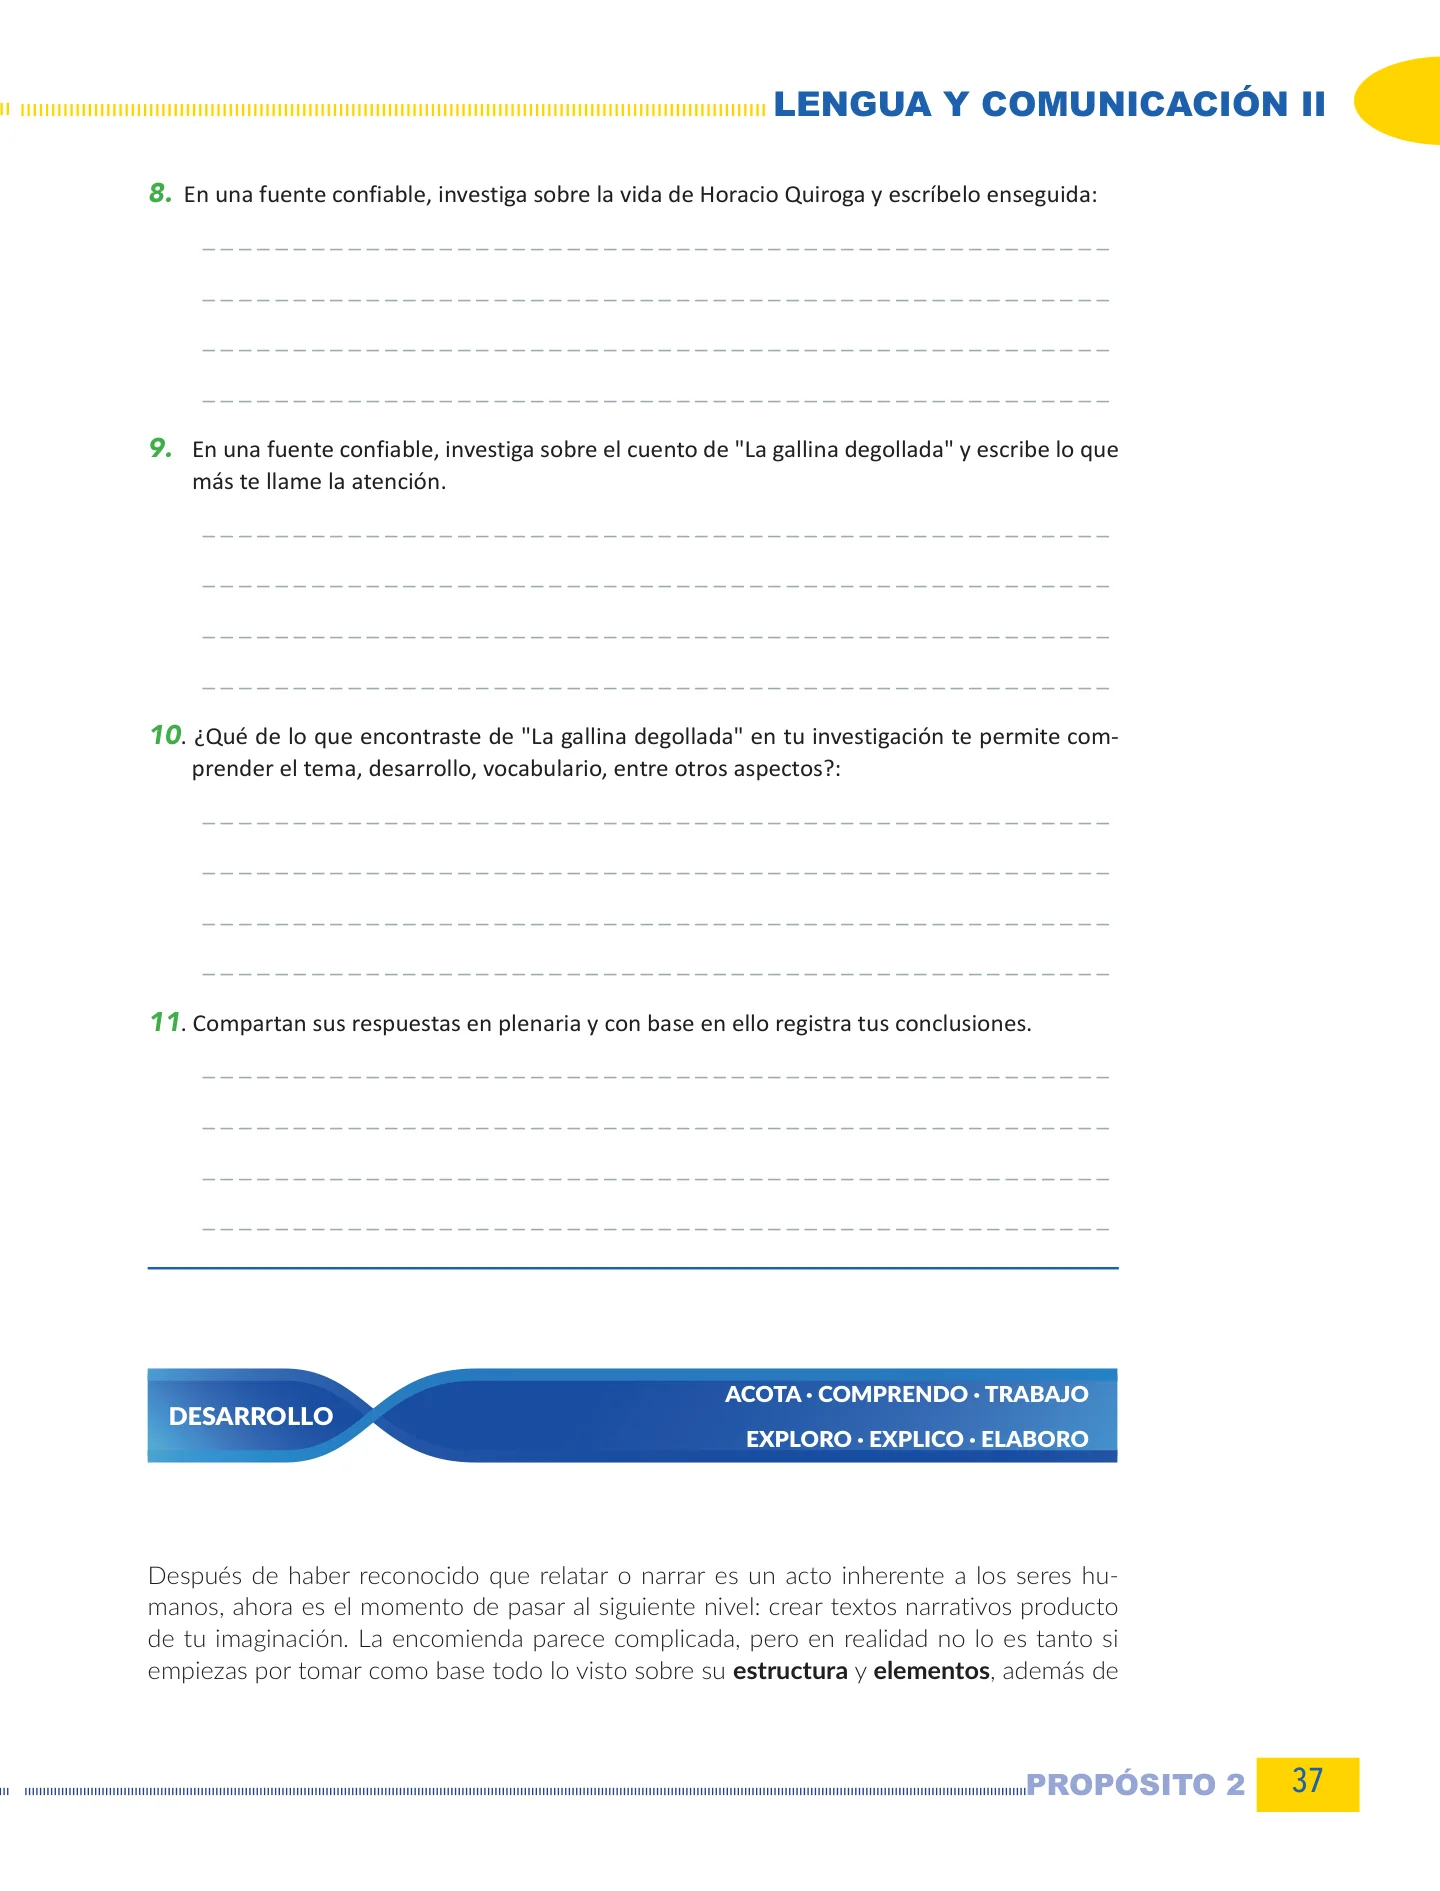 LENGUA Y COMUNICACIÓN II
8. En una fuente confiable, investiga sobre la vida de Horacio Quiroga y escríbelo enseguida:
9. En una fuente confiable, investiga sobre el cuento de "La gallina degollada" y escribe lo que
más te llame la atención.
10. ¿Qué de lo que encontraste de "La gallina degollada" en tu investigación te permite com-
prender el tema, desarrollo, vocabulario, entre otros aspectos?:
11. Compartan sus respuestas en plenaria y con base en ello registra tus conclusiones.
DESARROLLO
ACOTA · COMPRENDO · TRABAJO
EXPLORO · EXPLICO · ELABORO
Después de haber reconocido que relatar o narrar es un acto inherente a los seres hu-
manos, ahora es el momento de pasar al siguiente nivel: crear textos narrativos producto
de tu imaginación. La encomienda parece complicada, pero en realidad no lo es tanto si
empiezas por tomar como base todo lo visto sobre su estructura y elementos, además de
PROPÓSITO 2
37